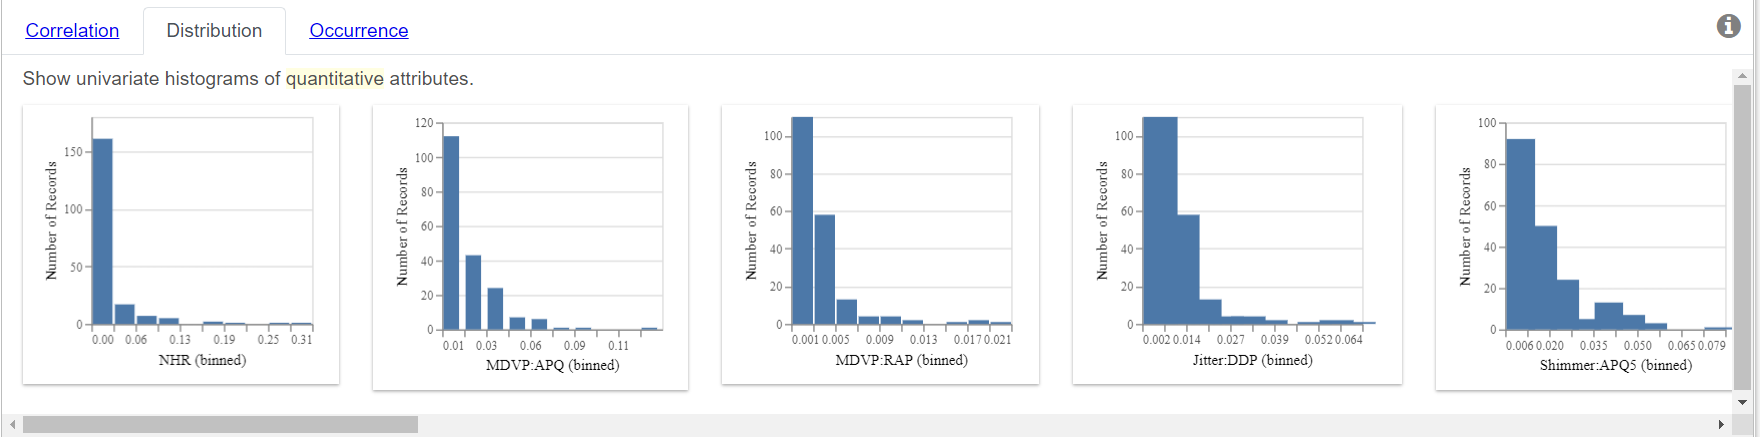 Correlation
Distribution
Occurrence
Show univariate histograms of quantitative attributes.
Number of Records
150
100
50
0
0.00 0.06 0.13 0.19 0.25 0.31
NHR (binned)
Number of Records
120
100
80
60
40
20
0
0.01 0.03 0.06 0.09 0.11
MDVP:APQ (binned)
Number of Records
100
80
60
40
20
0
0.001 0.005 0.009 0.013 0.017 0.021
MDVP:RAP (binned)
Number of Records
100
80
60
40
20
0
0.002 0.014 0.027 0.039 0.052 0.064
Jitter:DDP (binned)
Number of Records
100
80
60
40
20
0
0.006 0.020 0.035 0.050 0.065 0.079
Shimmer:APQ5 (binned)